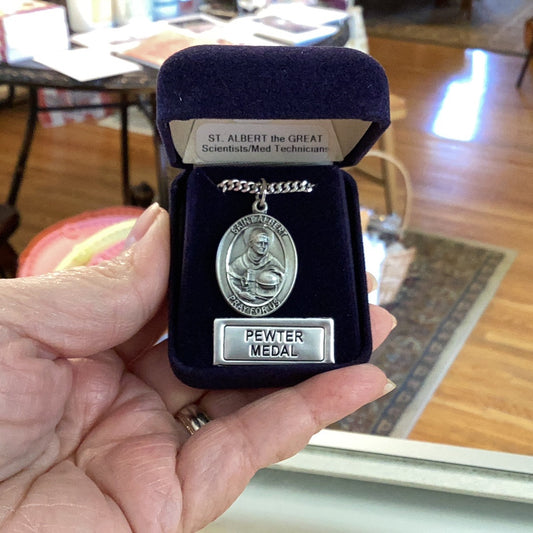 ST. ALBERT the GREAT
Scientists/Med Technicians
SAINT ALBERT
PRAY FOR US
PEWTER
MEDAL